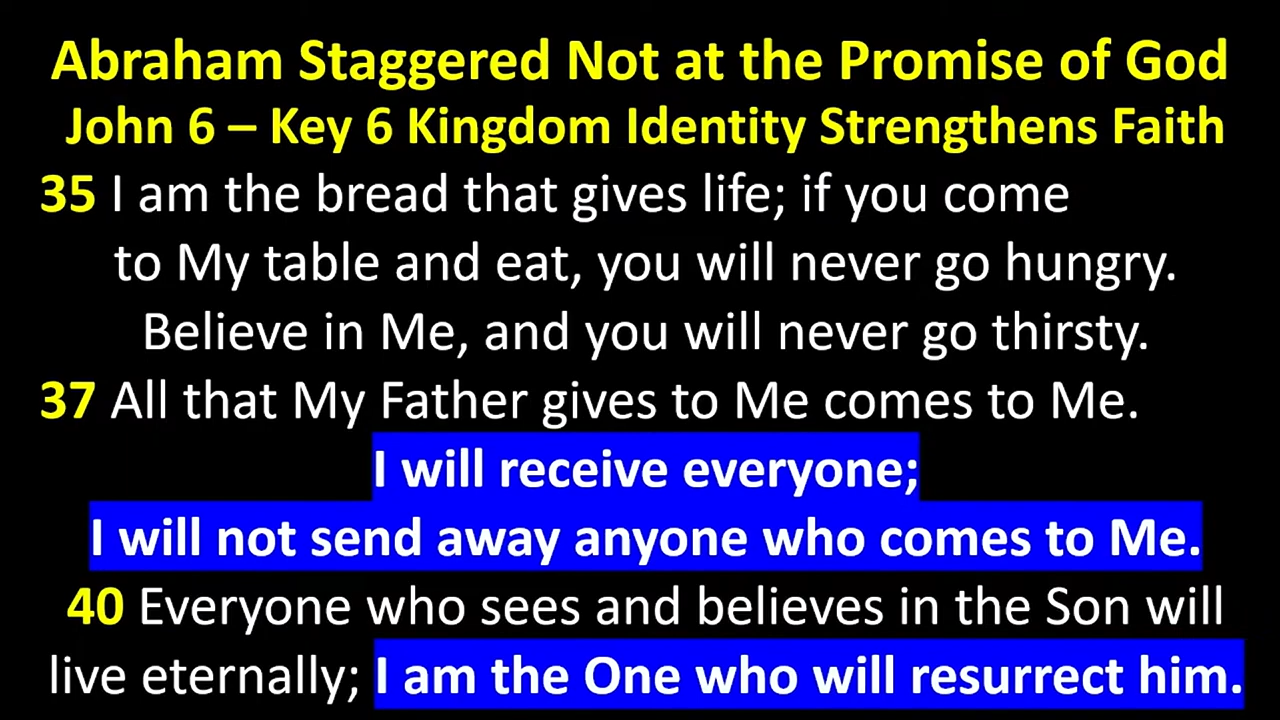 Abraham Staggered Not at the Promise of God
John 6 – Key 6 Kingdom Identity Strengthens Faith
35 I am the bread that gives life; if you come
to My table and eat, you will never go hungry.
Believe in Me, and you will never go thirsty.
37 All that My Father gives to Me comes to Me.
I will receive everyone;
I will not send away anyone who comes to Me.
40 Everyone who sees and believes in the Son will
live eternally; I am the One who will resurrect him.